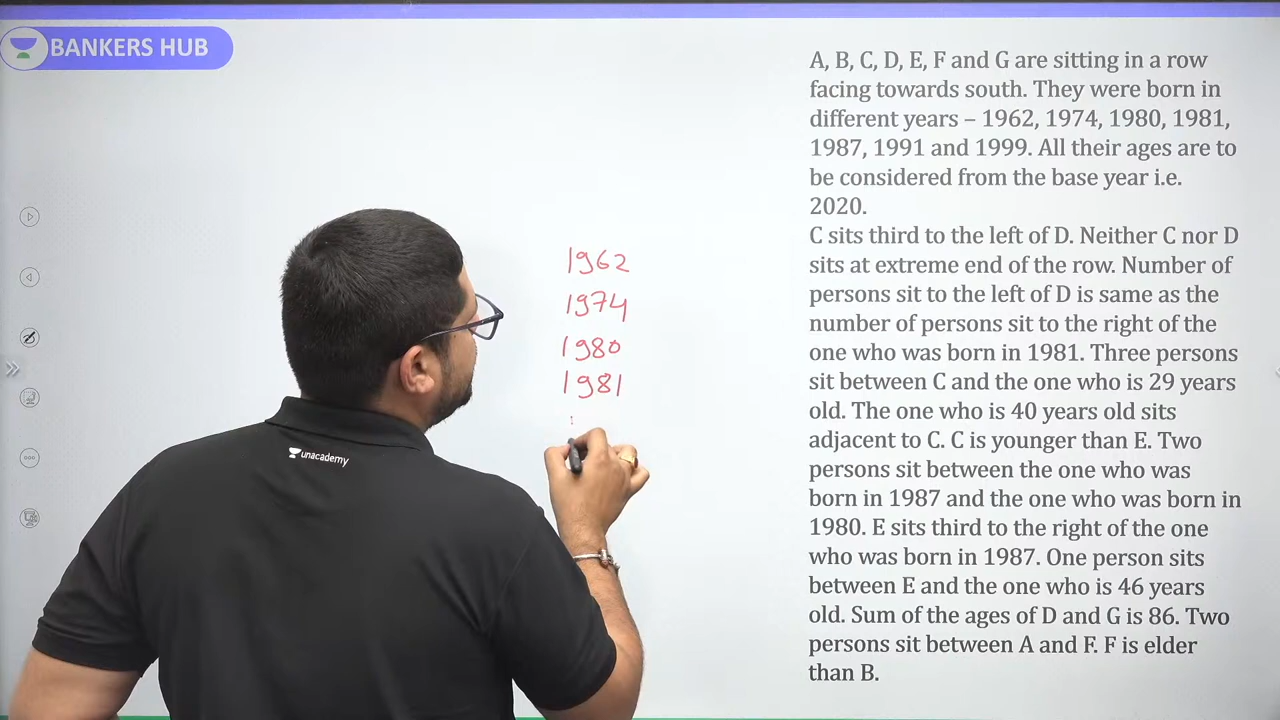 BANKERS HUB
A, B, C, D, E, F and G are sitting in a row
facing towards south. They were born in
different years – 1962, 1974, 1980, 1981,
1987, 1991 and 1999. All their ages are to
be considered from the base year i.e.
2020.
C sits third to the left of D. Neither C nor D
sits at extreme end of the row. Number of
persons sit to the left of D is same as the
number of persons sit to the right of the
one who was born in 1981. Three persons
sit between C and the one who is 29 years
old. The one who is 40 years old sits
adjacent to C. C is younger than E. Two
persons sit between the one who was
born in 1987 and the one who was born in
1980. E sits third to the right of the one
who was born in 1987. One person sits
between E and the one who is 46 years
old. Sum of the ages of D and G is 86. Two
persons sit between A and F. F is elder
than B.
1962
1974
1980
1981
unacademy